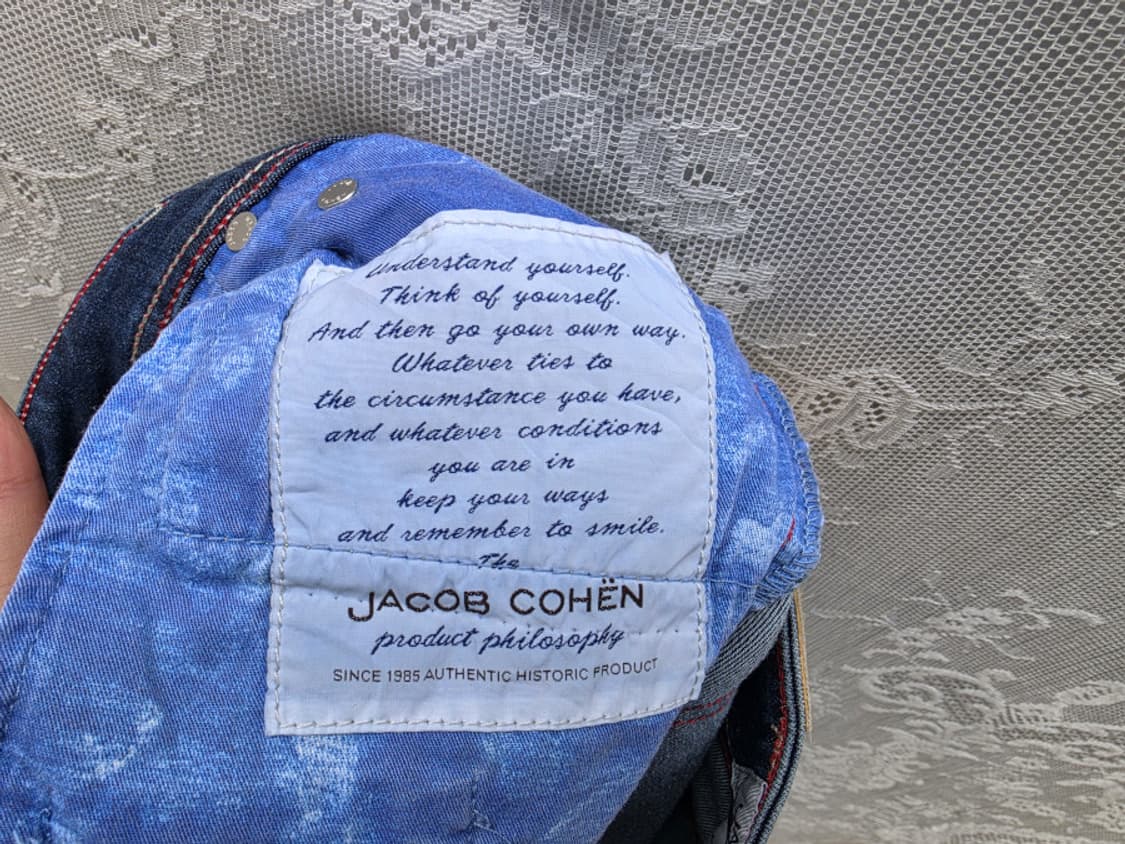 Understand yourself.
Think of yourself.
And then go your own way.
Whatever ties to
the circumstance you have,
and whatever conditions
you are in
keep your ways
and remember to smile.
The
JACOB COHËN
product philosophy
SINCE 1985 AUTHENTIC HISTORIC PRODUCT